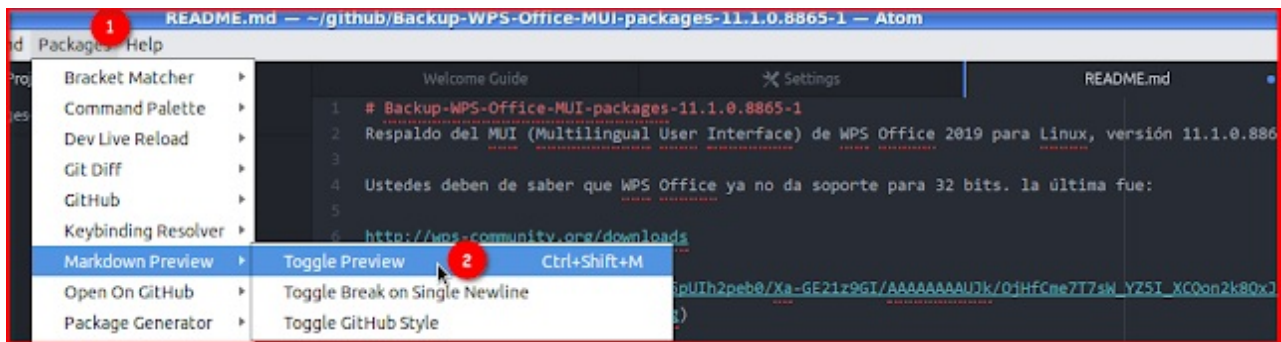 README.md — ~/github/Backup-WPS-Office-MUI-packages-11.1.0.8865-1 — Atom
1
Packages Help
Bracket Matcher
Command Palette
Dev Live Reload
Git Diff
GitHub
Keybinding Resolver
Markdown Preview
Open On GitHub
Package Generator
Toggle Preview 2 Ctrl+Shift+M
Toggle Break on Single Newline
Toggle GitHub Style
Welcome Guide Settings README.md
1 # Backup-WPS-Office-MUI-packages-11.1.0.8865-1
2 Respaldo del MUI (Multilingual User Interface) de WPS Office 2019 para Linux, versión 11.1.0.886
3
4 Ustedes deben de saber que WPS Office ya no da soporte para 32 bits. la última fue:
5
6 http://wps-community.org/downloads